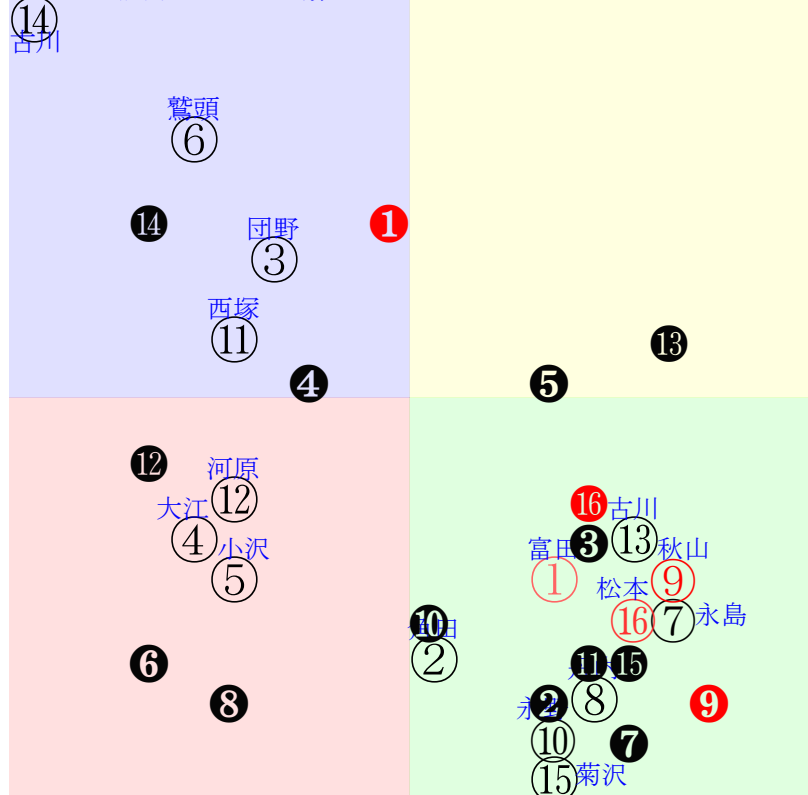 ⑭
古川
鷲頭
⑥
⓮
❶
団野
③
西塚
⑪
⓭
❹
❺
⓬
河原
⑫
大江
④
小沢
⑤
⓰
古川
❸
⑬
富田
①
秋山
⑨
松本
⑯
⑦
永島
❿
②
❻
⓫
⓯
⑧
❽
❷
❾
⑩
❼
⑮
菊沢